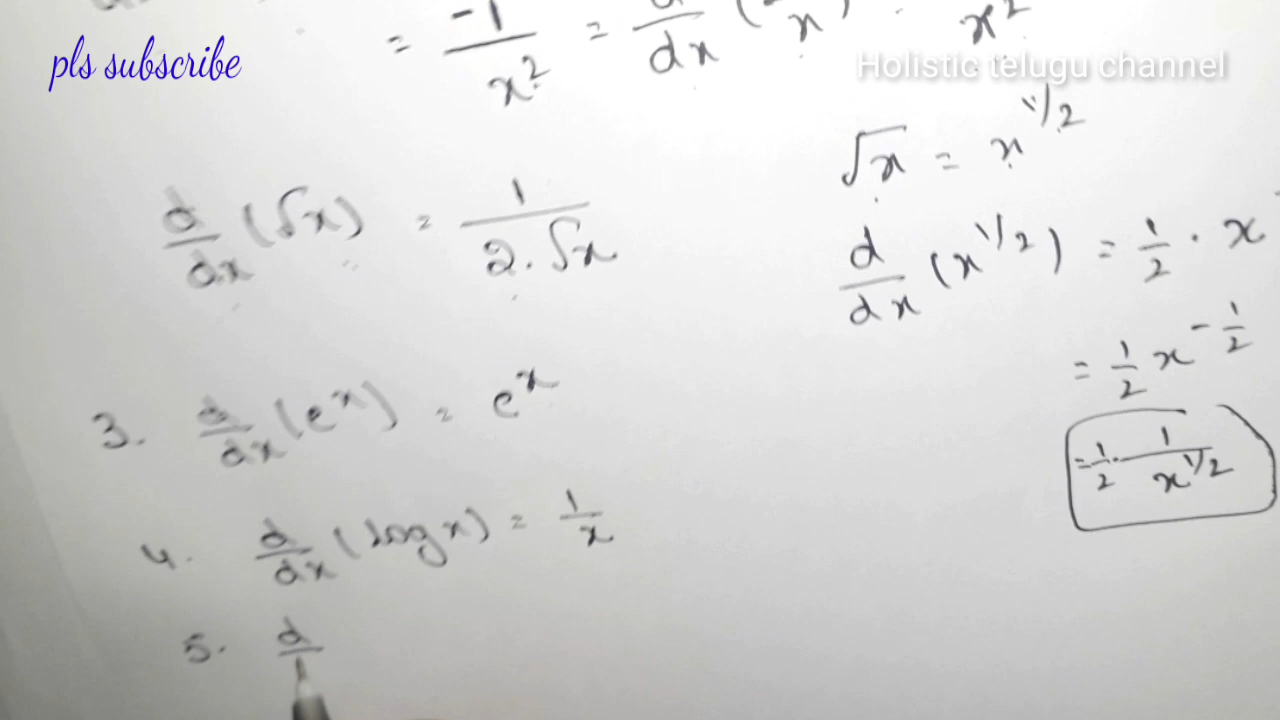 pls subscribe
Holistic telugu channel
= -1/x² = d/dx
√x = x^1/2
d/dx (√x) = 1/2.√x
d/dx (x^1/2) = 1/2 . x
= 1/2 x^-1/2
= 1/2 . 1/x^1/2
3. d/dx (e^x) = e^x
4. d/dx (log x) = 1/x
5. d/